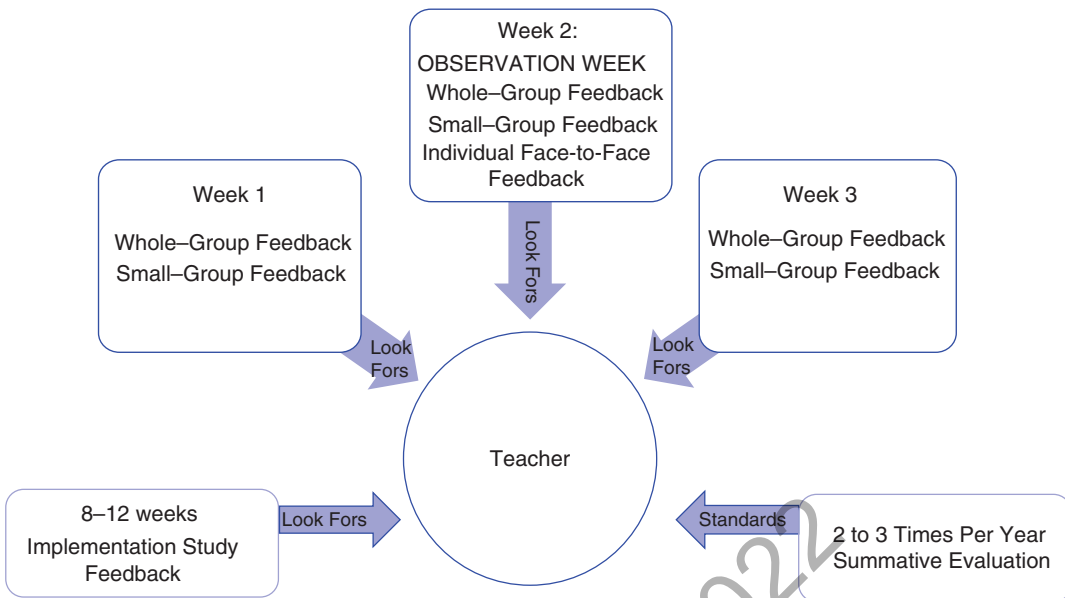 Week 2:
OBSERVATION WEEK
Whole–Group Feedback
Small–Group Feedback
Individual Face-to-Face
Feedback
Week 1
Whole–Group Feedback
Small–Group Feedback
Week 3
Whole–Group Feedback
Small–Group Feedback
Look Fors
Look
Fors
Look
Fors
Teacher
8–12 weeks
Implementation Study
Feedback
Look Fors
Standards
2 to 3 Times Per Year
Summative Evaluation